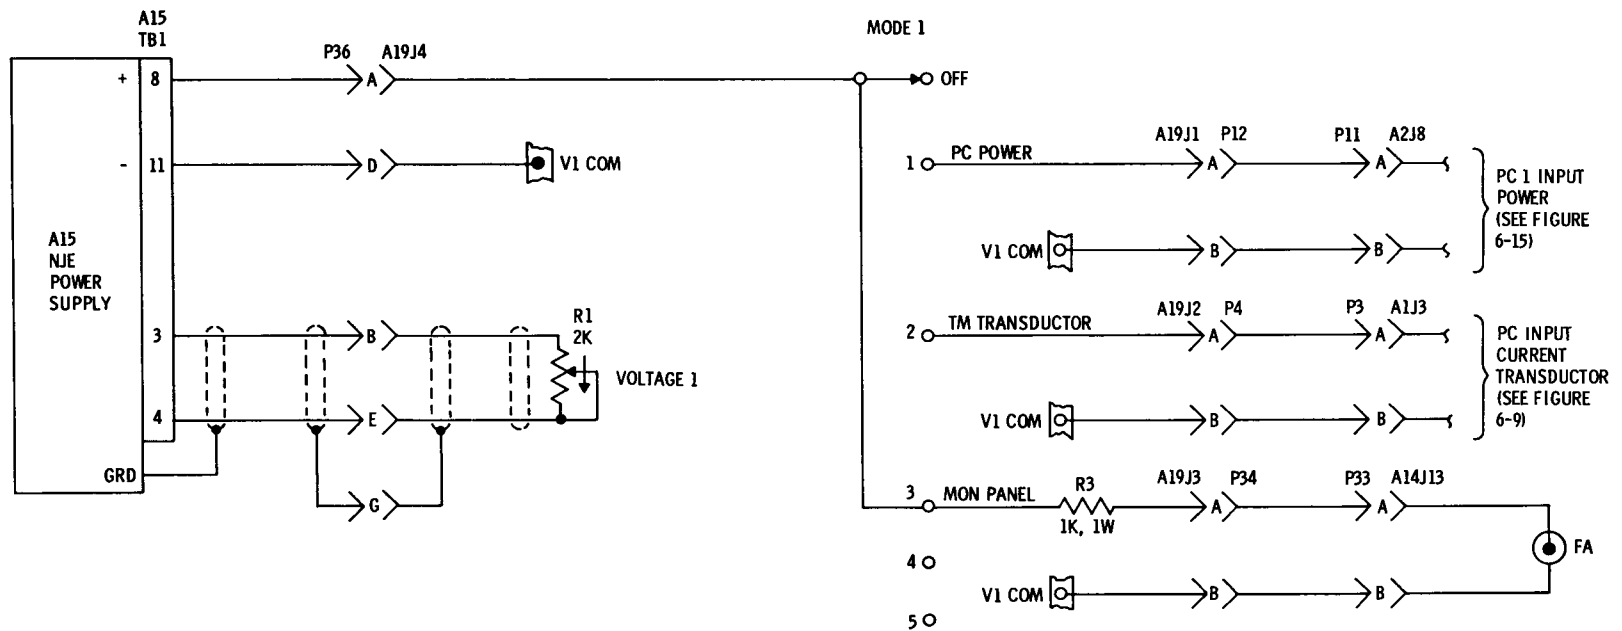 A15
TB1
P36 A19J4
MODE 1
+ 8
A
OFF
A19J1 P12
P11 A2J8
1 PC POWER
A
A
- 11
D
V1 COM
PC 1 INPUT
POWER
(SEE FIGURE
6-15)
V1 COM
B
B
A15
NJE
POWER
SUPPLY
A19J2 P4
P3 A1J3
2 TM TRANSDUCTOR
A
A
3
B
R1
2K
VOLTAGE 1
PC INPUT
CURRENT
TRANSDUCTOR
(SEE FIGURE
6-9)
4
E
V1 COM
B
B
GRD
G
3 MON PANEL
R3
1K, 1W
A19J3 P34
P33 A14J13
A
A
FA
4
V1 COM
B
B
5